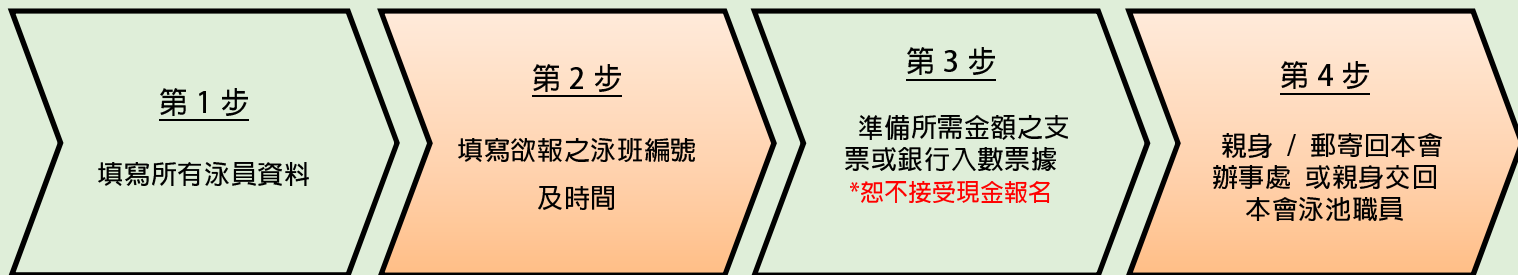 第 1 步
填寫所有泳員資料
第 2 步
填寫欲報之泳班編號
及時間
第 3 步
準備所需金額之支
票或銀行入數票據
*恕不接受現金報名
第 4 步
親身 / 郵寄回本會
辦事處 或親身交回
本會泳池職員